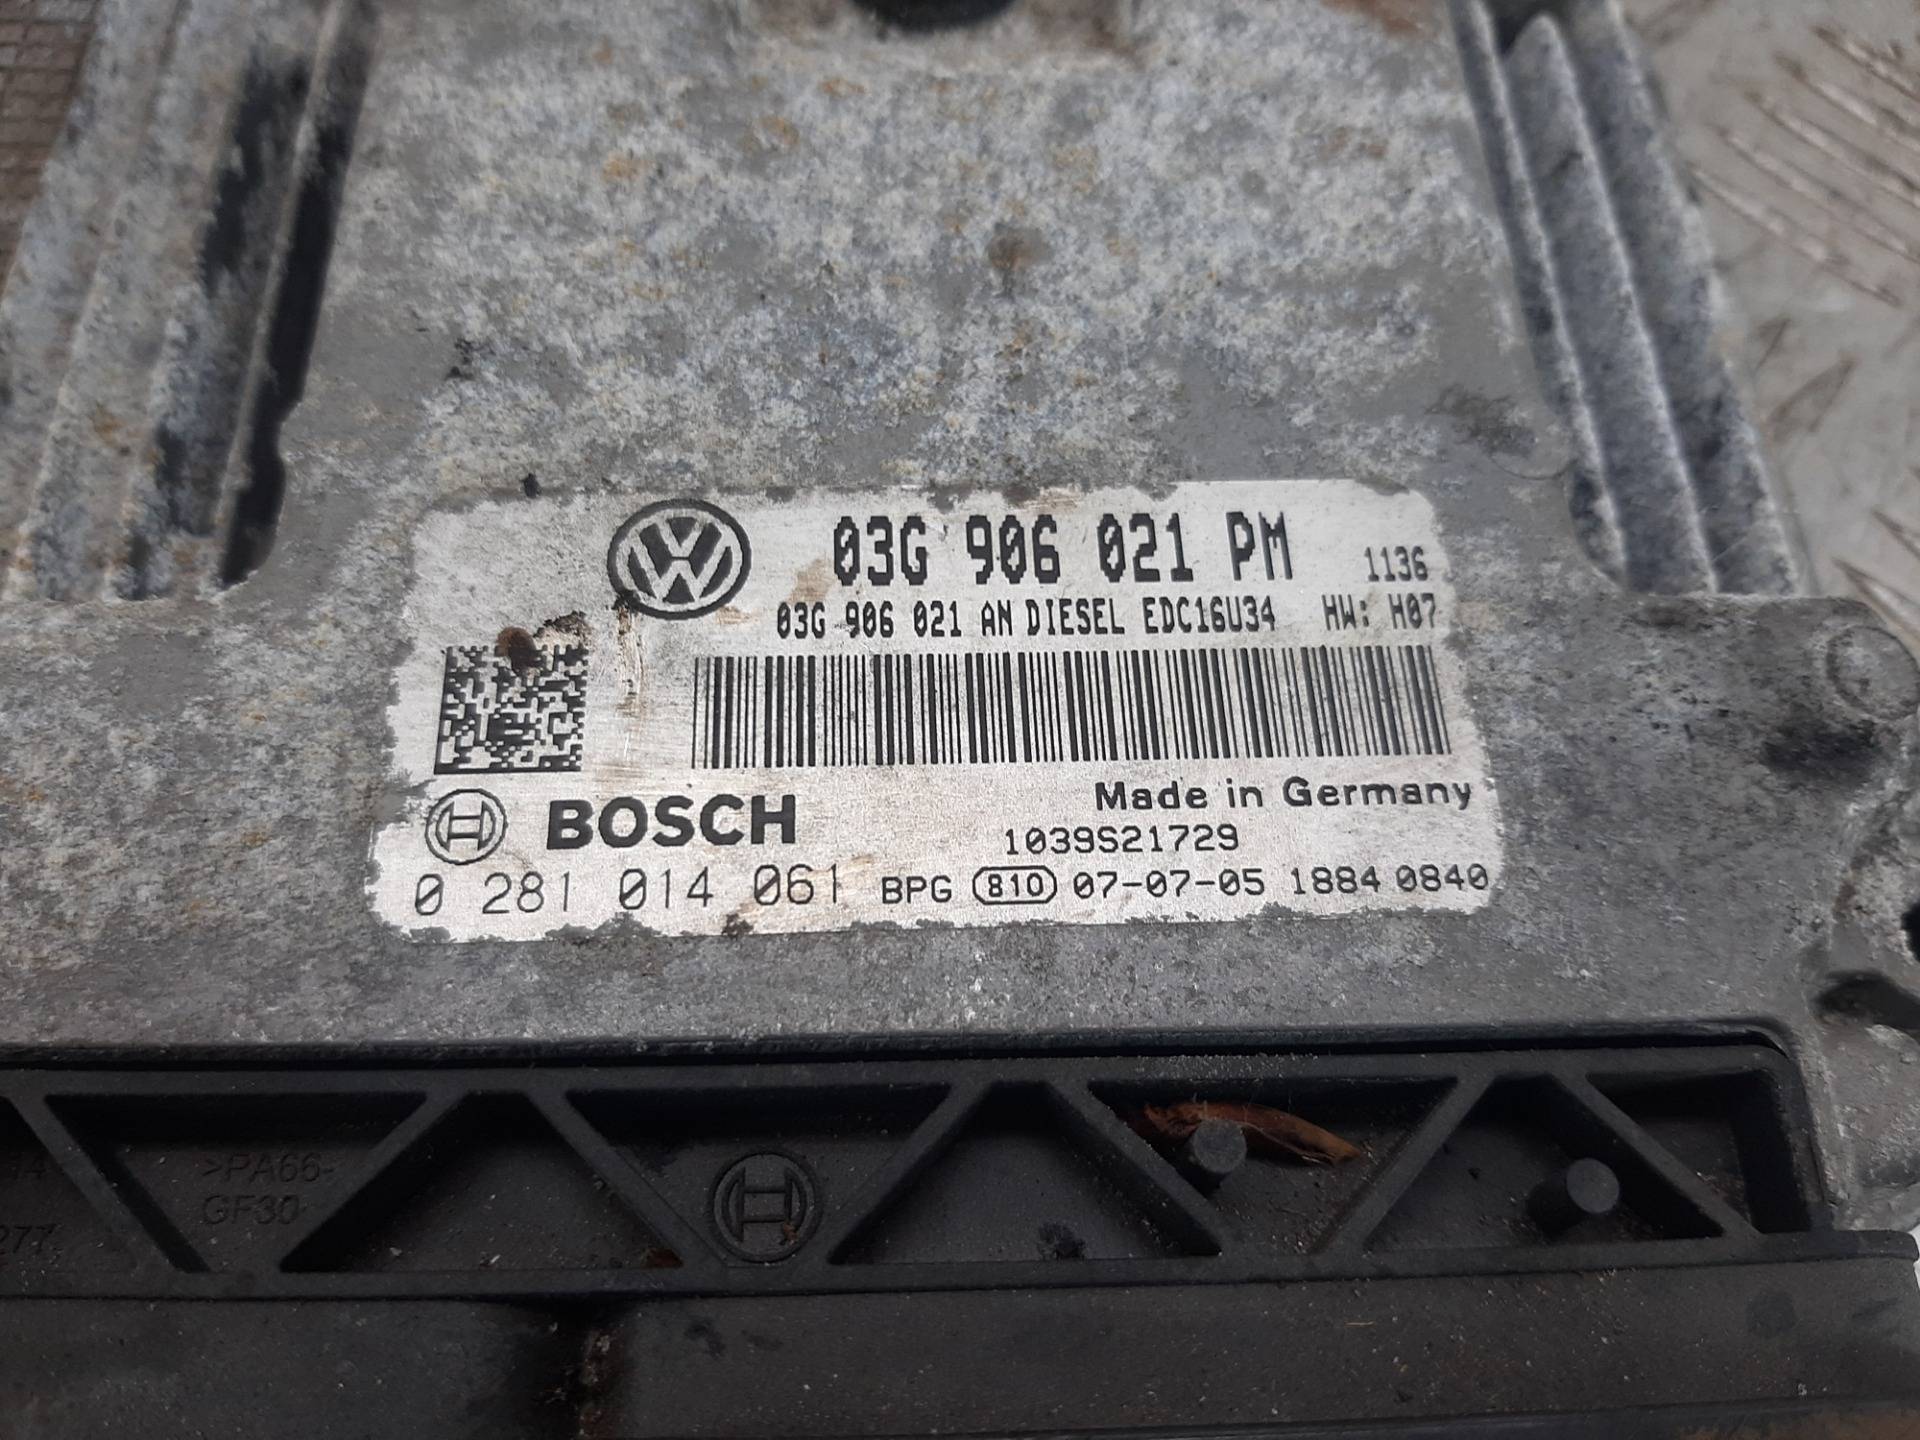 03G 906 021 PM 1136
03G 906 021 AN DIESEL EDC16U34 HW: H07
Made in Germany
BOSCH
1039S21729
0 281 014 061 BPG 810 07-07-05 1884 0840
>PA66-
GF30
277